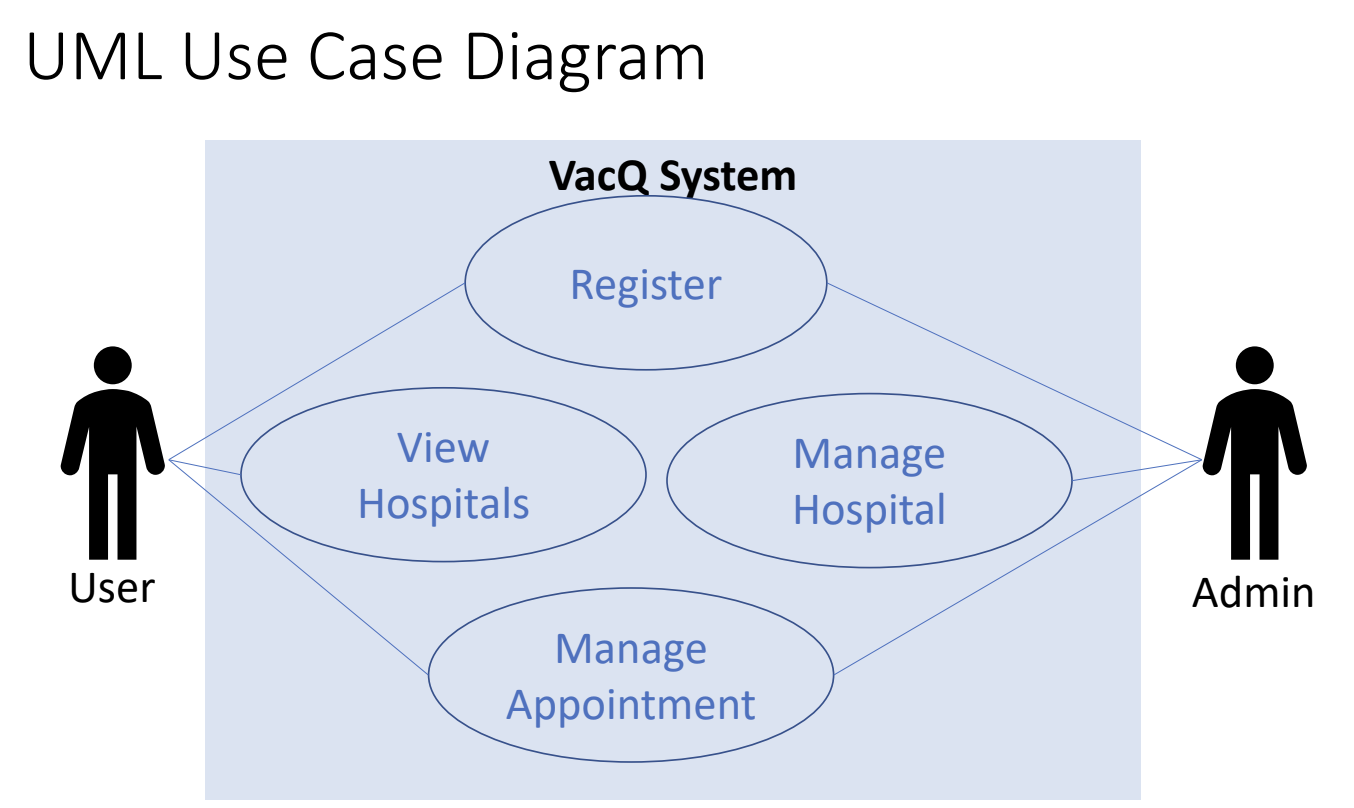 UML Use Case Diagram
VacQ System
Register
View
Hospitals
Manage
Hospital
User
Admin
Manage
Appointment